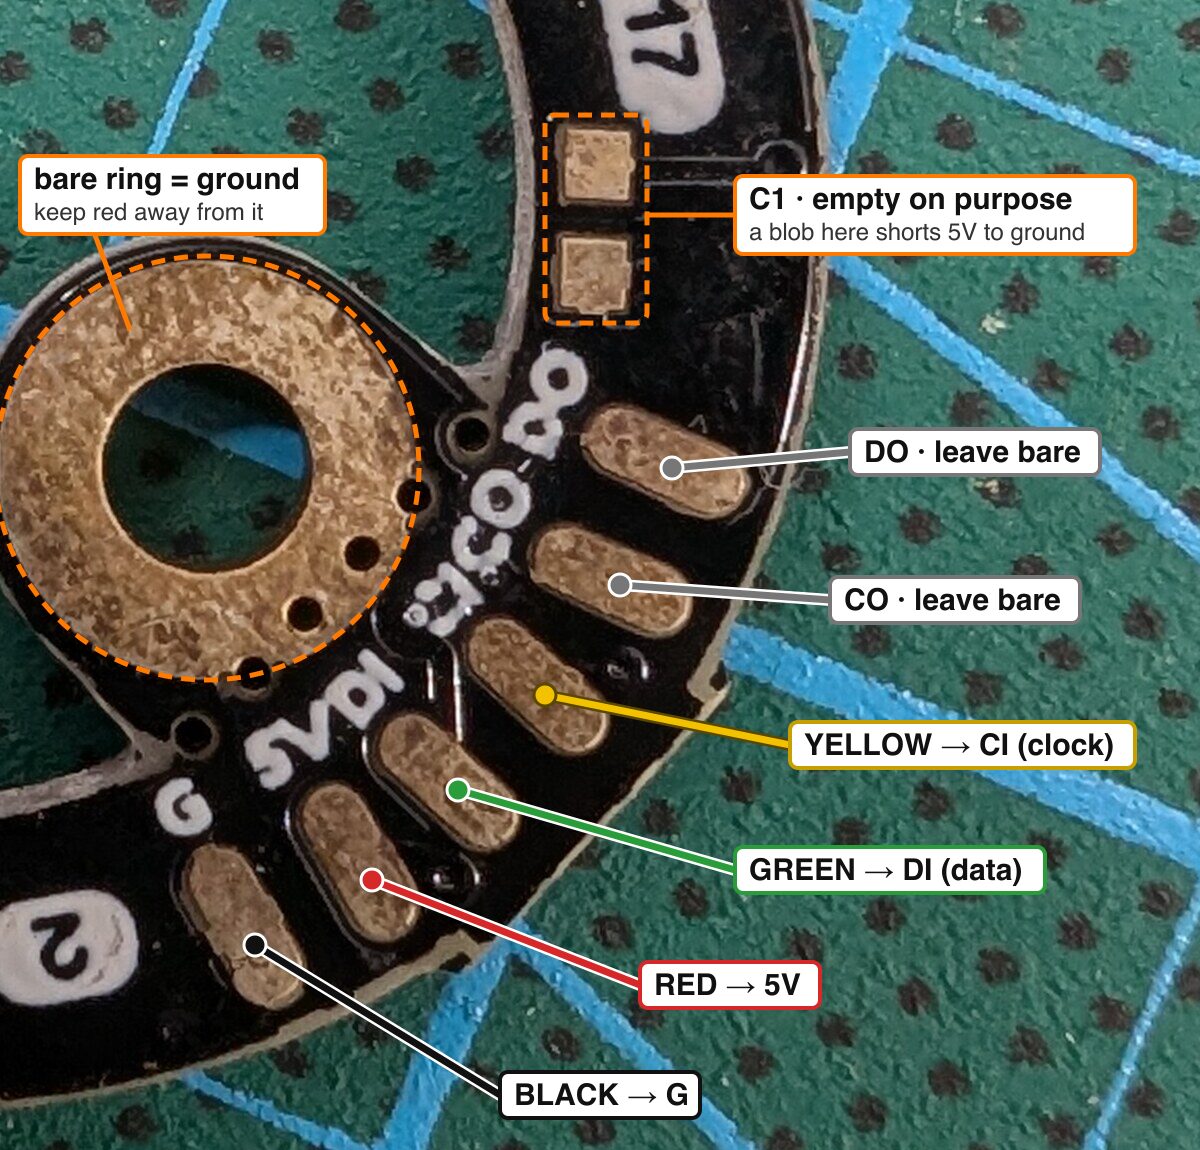 17
bare ring = ground
keep red away from it
C1 · empty on purpose
a blob here shorts 5V to ground
DO
DO · leave bare
CO
CO · leave bare
CI
YELLOW → CI (clock)
DI
5V
G
GREEN → DI (data)
2
RED → 5V
BLACK → G